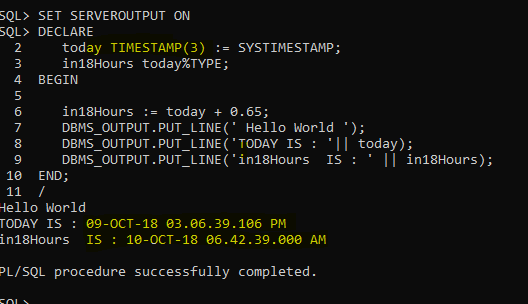 SQL> SET SERVEROUTPUT ON
SQL> DECLARE
  2     today TIMESTAMP(3) := SYSTIMESTAMP;
  3     in18Hours today%TYPE;
  4  BEGIN
  5
  6     in18Hours := today + 0.65;
  7     DBMS_OUTPUT.PUT_LINE(' Hello World ');
  8     DBMS_OUTPUT.PUT_LINE('TODAY IS : '|| today);
  9     DBMS_OUTPUT.PUT_LINE('in18Hours  IS : ' || in18Hours);
 10  END;
 11  /
Hello World
TODAY IS : 09-OCT-18 03.06.39.106 PM
in18Hours  IS : 10-OCT-18 06.42.39.000 AM

PL/SQL procedure successfully completed.

SQL>